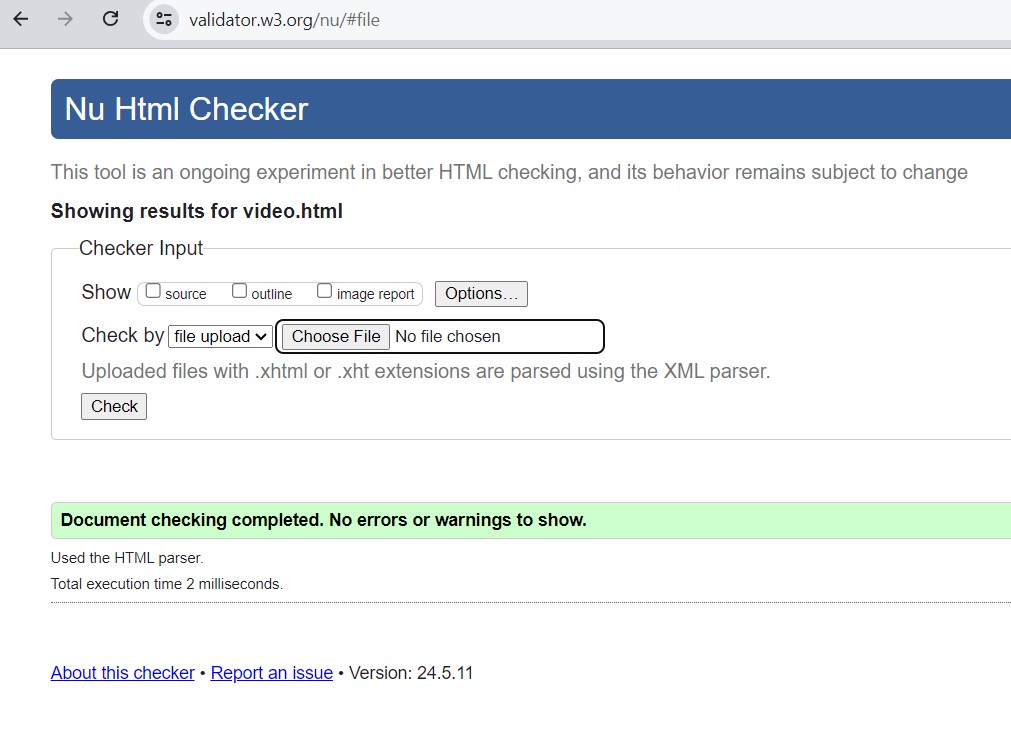 validator.w3.org/nu/#file
Nu Html Checker
This tool is an ongoing experiment in better HTML checking, and its behavior remains subject to change
Showing results for video.html
Checker Input
Show source outline image report Options…
Check by file upload Choose File No file chosen
Uploaded files with .xhtml or .xht extensions are parsed using the XML parser.
Check
Document checking completed. No errors or warnings to show.
Used the HTML parser.
Total execution time 2 milliseconds.
About this checker • Report an issue • Version: 24.5.11